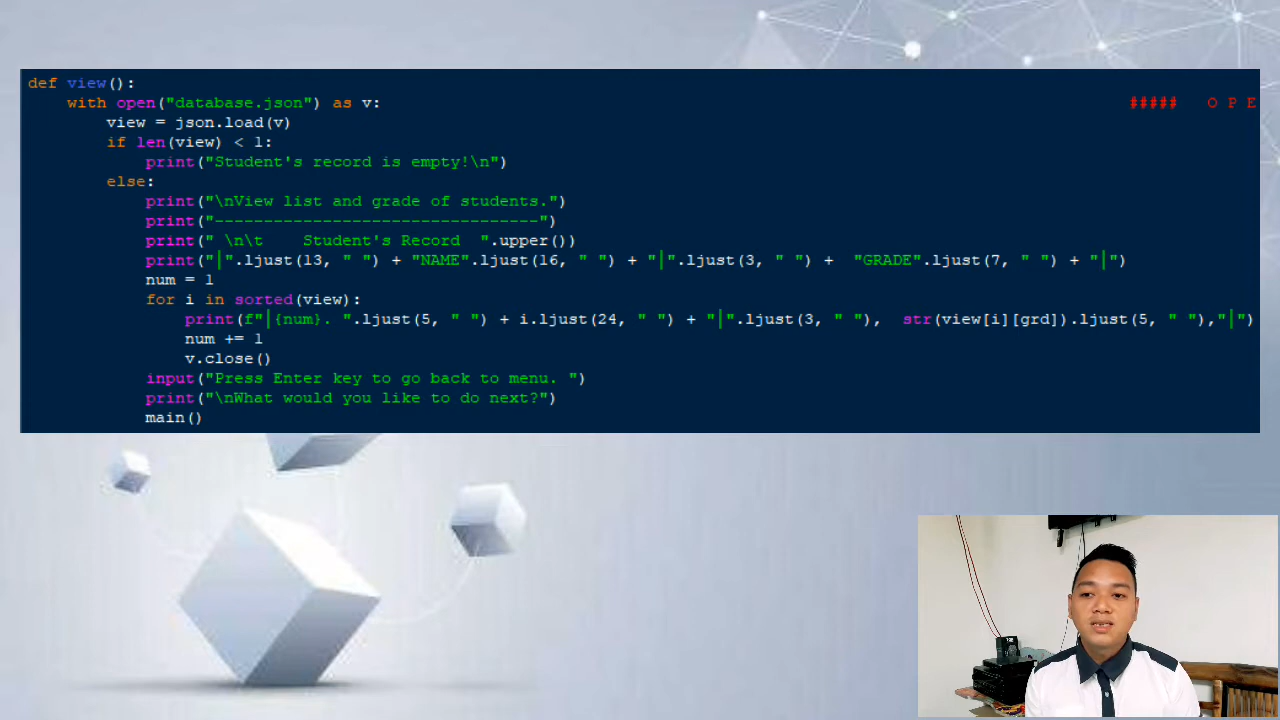 def view():
with open("database.json") as v: ##### O P E
view = json.load(v)
if len(view) < 1:
print("Student's record is empty!\n")
else:
print("\nView list and grade of students.")
print("---------------------------------")
print(" \n\t    Student's Record  ".upper())
print("|".ljust(13, " ") + "NAME".ljust(16, " ") + "|".ljust(3, " ") +  "GRADE".ljust(7, " ") + "|")
num = 1
for i in sorted(view):
print(f"|{num}. ".ljust(5, " ") + i.ljust(24, " ") + "|".ljust(3, " "),  str(view[i][grd]).ljust(5, " "),"|")
num += 1
v.close()
input("Press Enter key to go back to menu. ")
print("\nWhat would you like to do next?")
main()